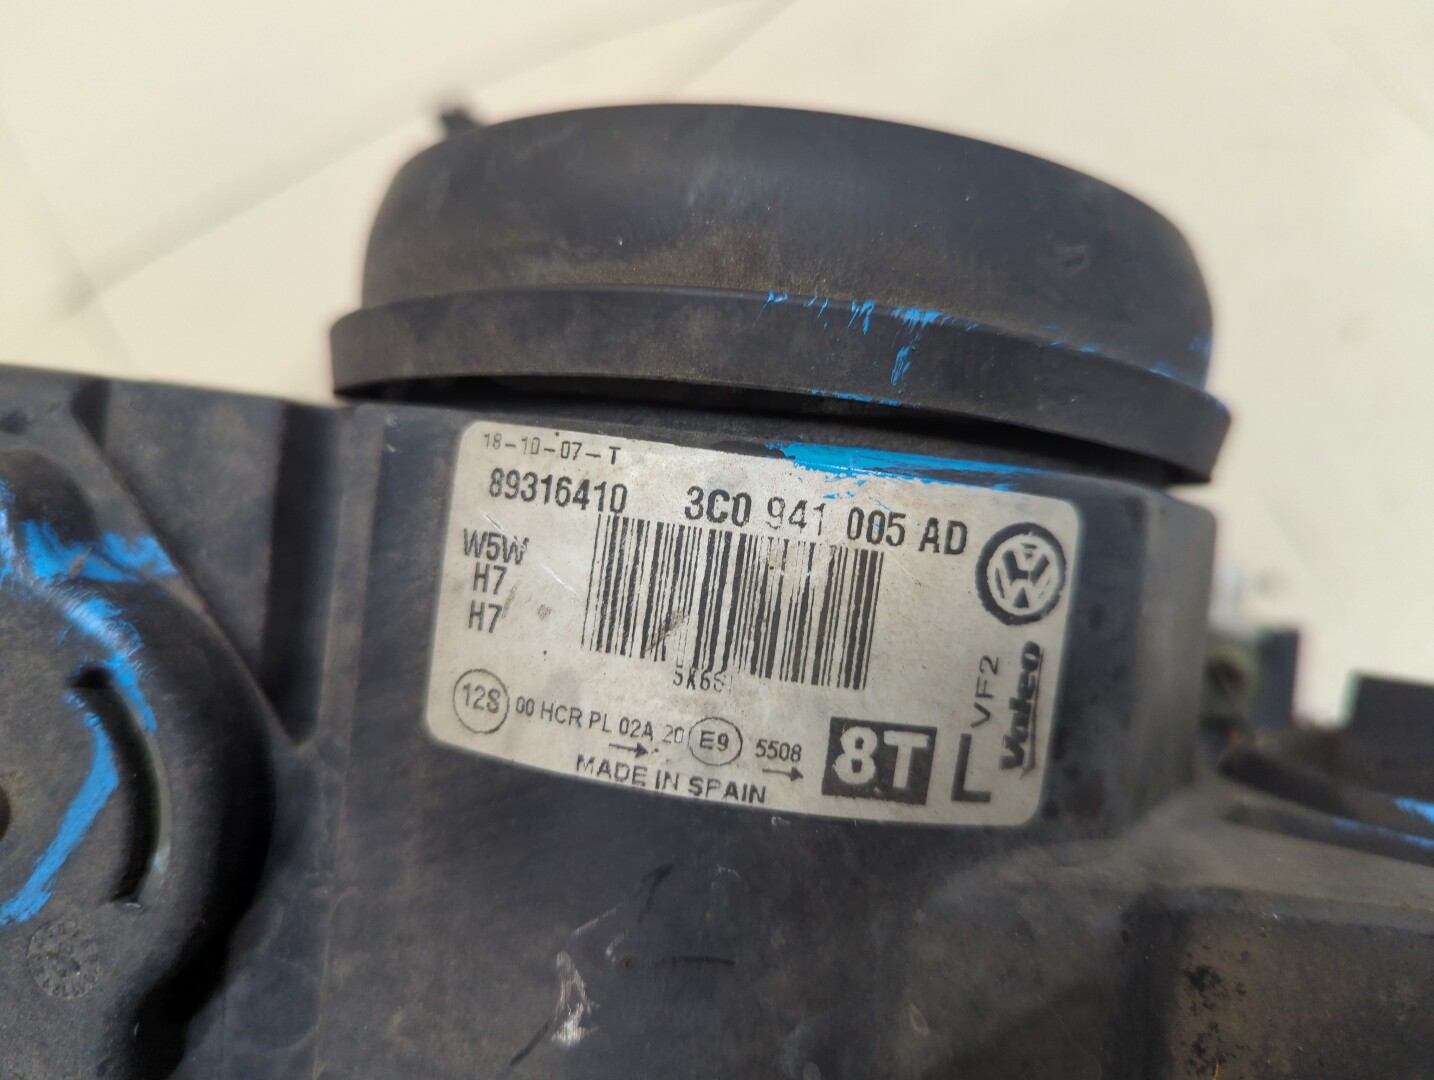 18-10-07-T
89316410 3C0 941 005 AD
W5W
H7
H7
12S 00 HCR PL 02A 20 E9 5508
MADE IN SPAIN
8T
L
VF2
Valeo